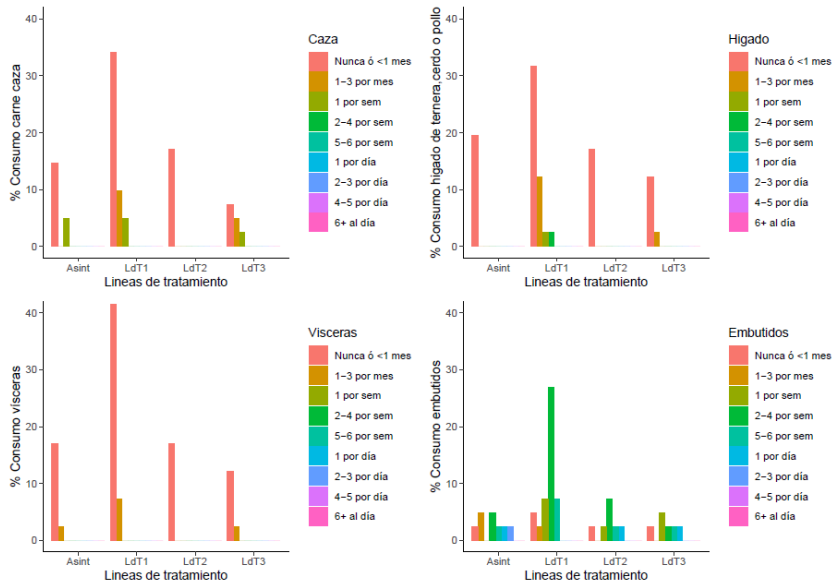 % Consumo carne caza
40
30
20
10
0
Asint LdT1 LdT2 LdT3
Lineas de tratamiento
Caza
Nunca ó <1 mes
1−3 por mes
1 por sem
2−4 por sem
5−6 por sem
1 por día
2−3 por día
4−5 por día
6+ al día
% Consumo higado de ternera,cerdo o pollo
40
30
20
10
0
Asint LdT1 LdT2 LdT3
Lineas de tratamiento
Higado
Nunca ó <1 mes
1−3 por mes
1 por sem
2−4 por sem
5−6 por sem
1 por día
2−3 por día
4−5 por día
6+ al día
% Consumo vísceras
40
30
20
10
0
Asint LdT1 LdT2 LdT3
Lineas de tratamiento
Visceras
Nunca ó <1 mes
1−3 por mes
1 por sem
2−4 por sem
5−6 por sem
1 por día
2−3 por día
4−5 por día
6+ al día
% Consumo embutidos
40
30
20
10
0
Asint LdT1 LdT2 LdT3
Lineas de tratamiento
Embutidos
Nunca ó <1 mes
1−3 por mes
1 por sem
2−4 por sem
5−6 por sem
1 por día
2−3 por día
4−5 por día
6+ al día